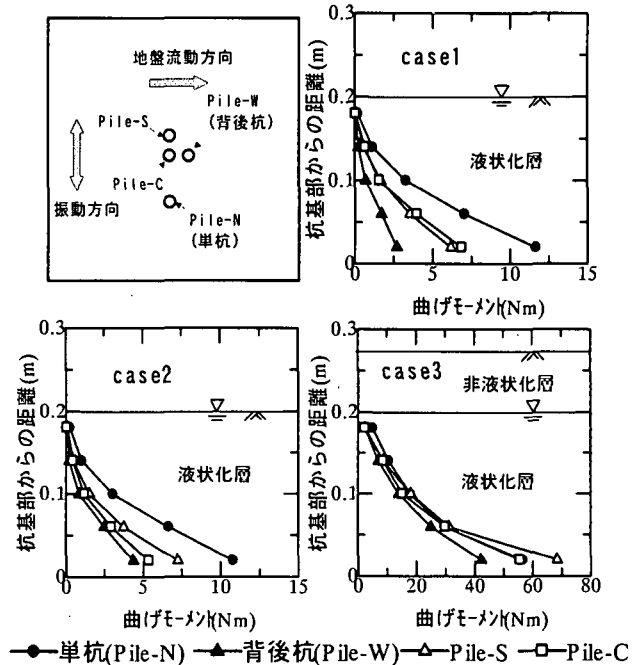 地盤流動方向
Pile-W
(背後杭)
Pile-S
Pile-C
振動方向
Pile-N
(単杭)
杭基部からの距離(m)
0.3
0.2
0.1
0
case1
液状化層
0
5
10
15
曲げモーメント(Nm)
杭基部からの距離(m)
0.3
0.2
0.1
0
case2
液状化層
0
5
10
15
曲げモーメント(Nm)
杭基部からの距離(m)
0.3
0.2
0.1
0
case3
非液状化層
液状化層
0
20
40
60
80
曲げモーメント(Nm)
単杭(Pile-N)
背後杭(Pile-W)
Pile-S
Pile-C